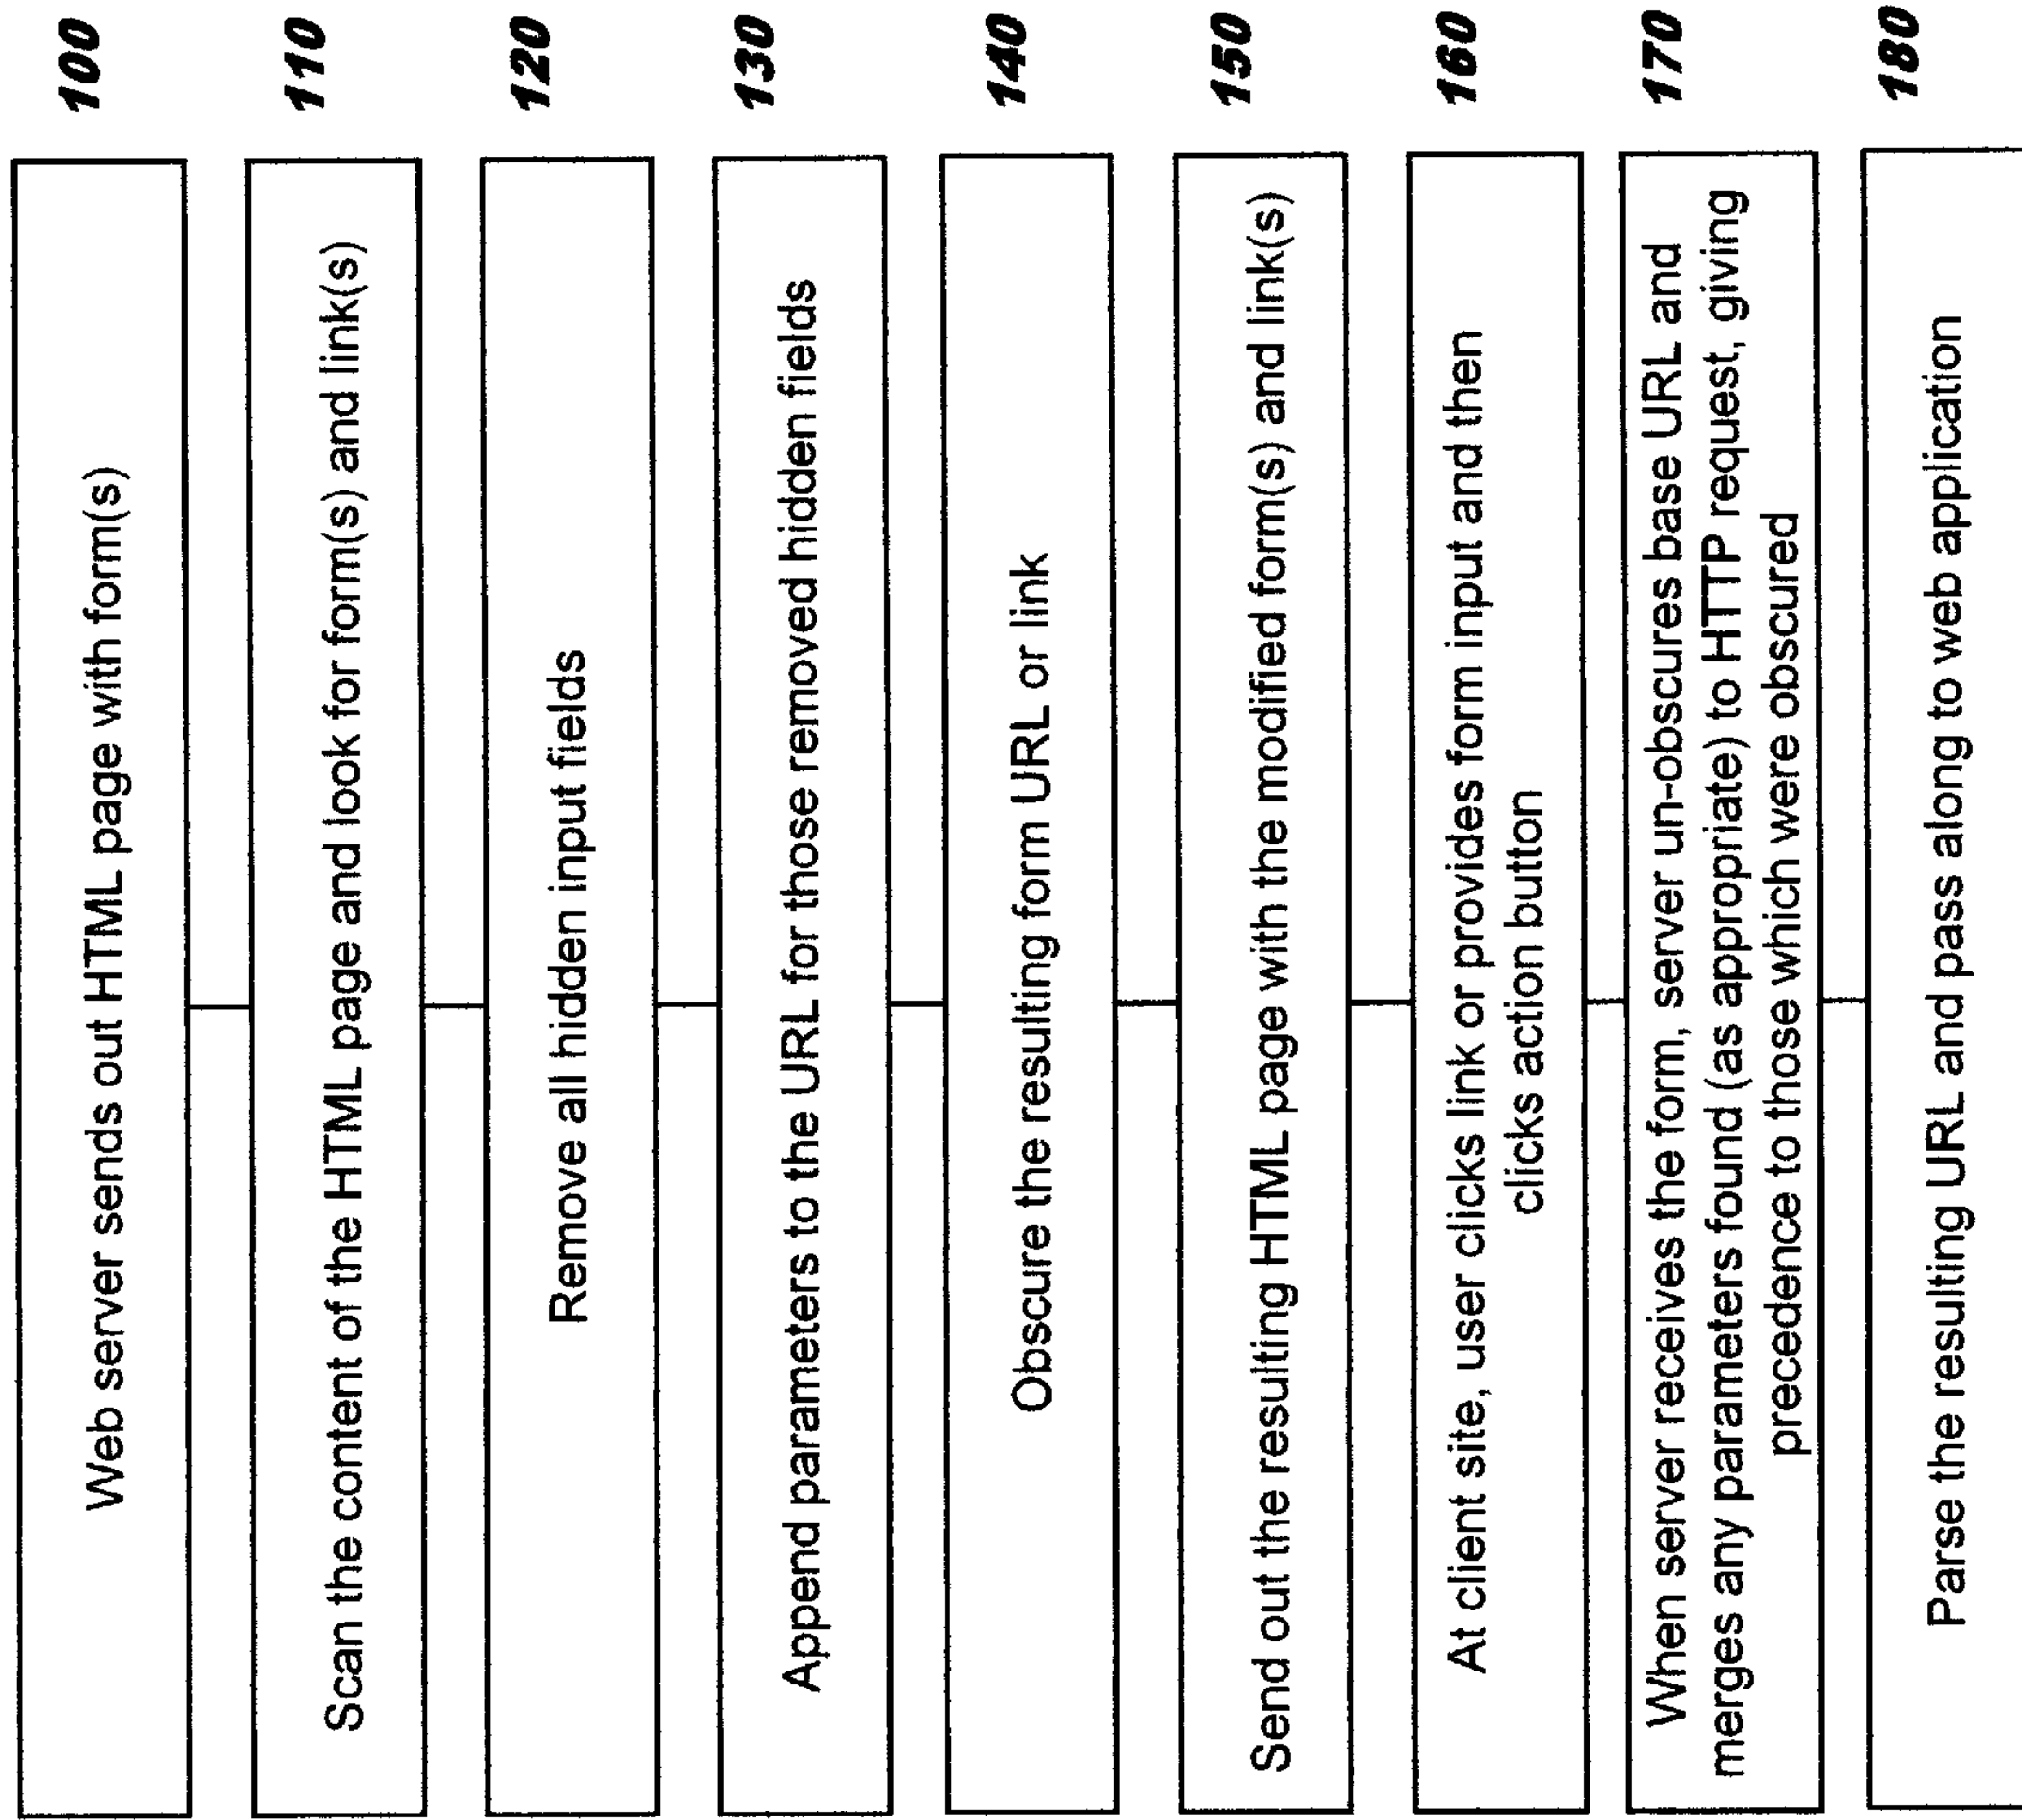 Web server sends out HTML page with form(s)
100
Scan the content of the HTML page and look for form(s) and link(s)
110
Remove all hidden input fields
120
Append parameters to the URL for those removed hidden fields
130
Obscure the resulting form URL or link
140
Send out the resulting HTML page with the modified form(s) and link(s)
150
At client site, user clicks link or provides form input and then
clicks action button
160
When server receives the form, server un-obscures base URL and
merges any parameters found (as appropriate) to HTTP request, giving
precedence to those which were obscured
170
Parse the resulting URL and pass along to web application
180